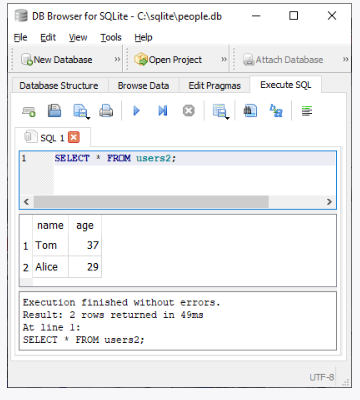 DB Browser for SQLite - C:\sqlite\people.db
File Edit View Tools Help
New Database » Open Project » Attach Database »
Database Structure Browse Data Edit Pragmas Execute SQL
SQL 1
1 SELECT * FROM users2;
name age
1 Tom 37
2 Alice 29
Execution finished without errors.
Result: 2 rows returned in 49ms
At line 1:
SELECT * FROM users2;
UTF-8